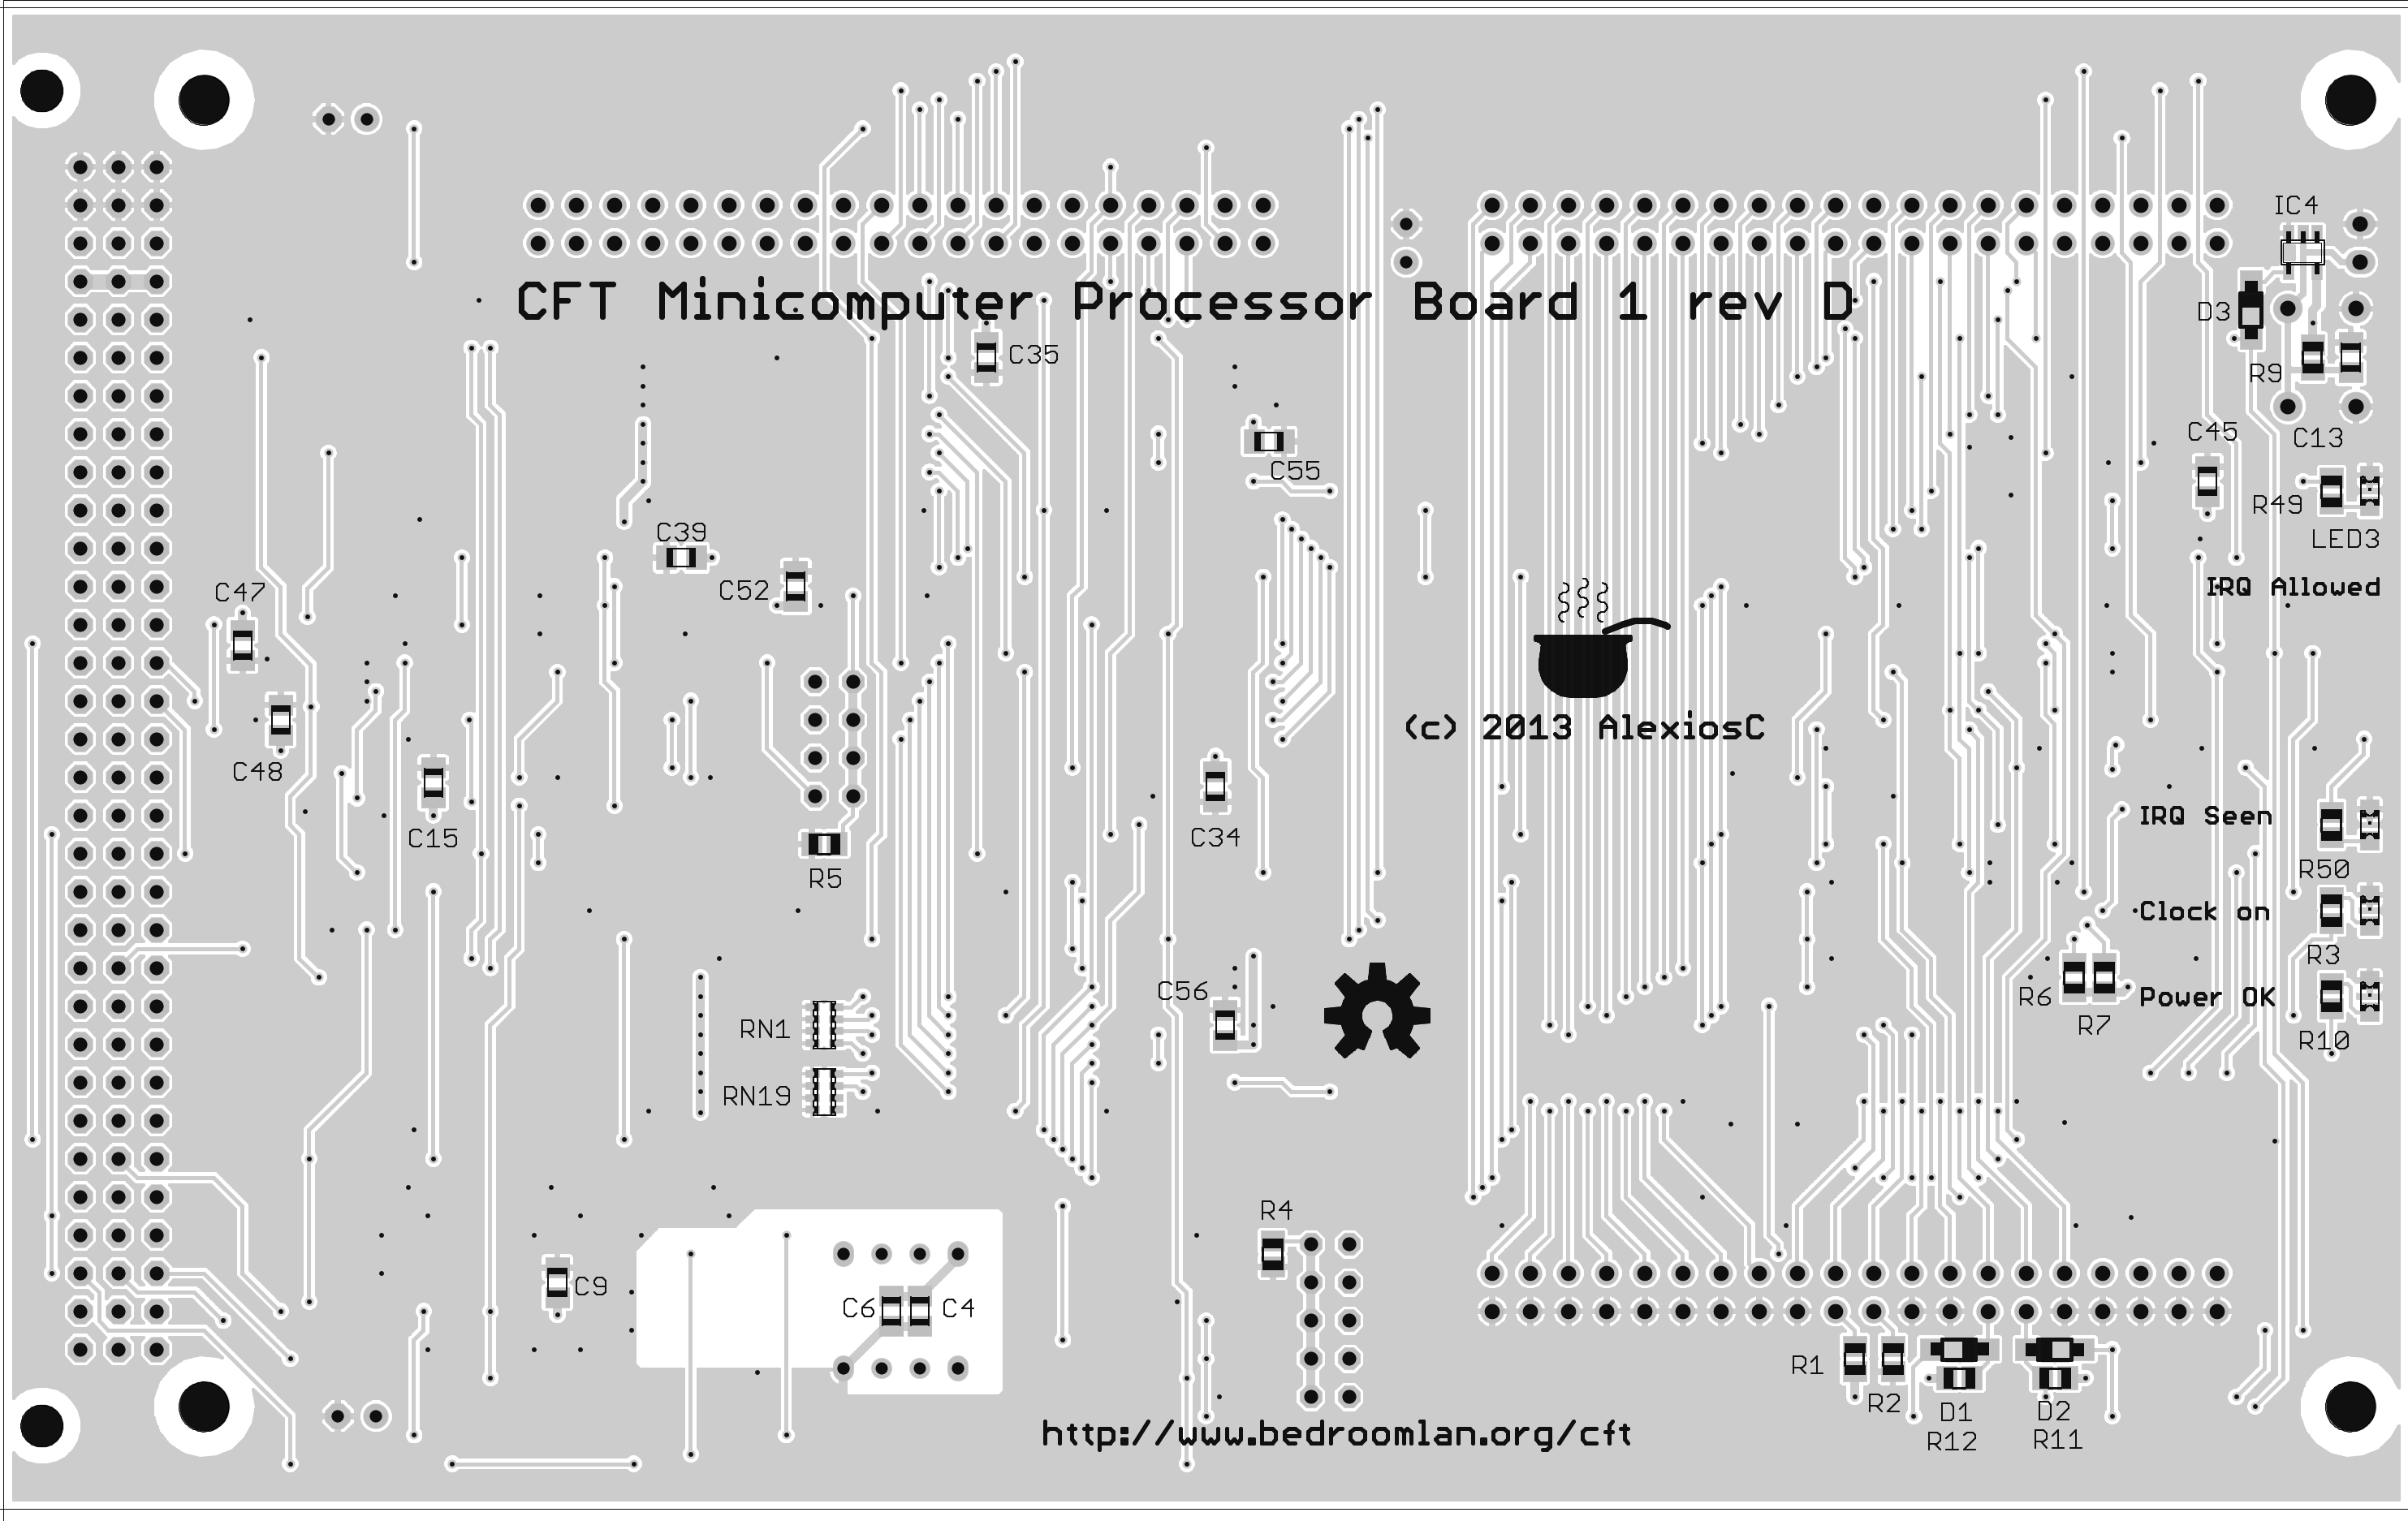 IC4
CFT Minicomputer Processor Board 1 rev D
D3
C35
R9
C45
C13
C55
R49
C39
LED3
C47
C52
IRQ Allowed
(c) 2013 AlexiosC
C48
IRQ Seen
C15
C34
R50
R5
Clock on
R3
C56
R6
Power OK
RN1
R7
R10
RN19
R4
C9
C6
C4
R1
R2
D1
D2
http://www.bedroomlan.org/cft
R12
R11